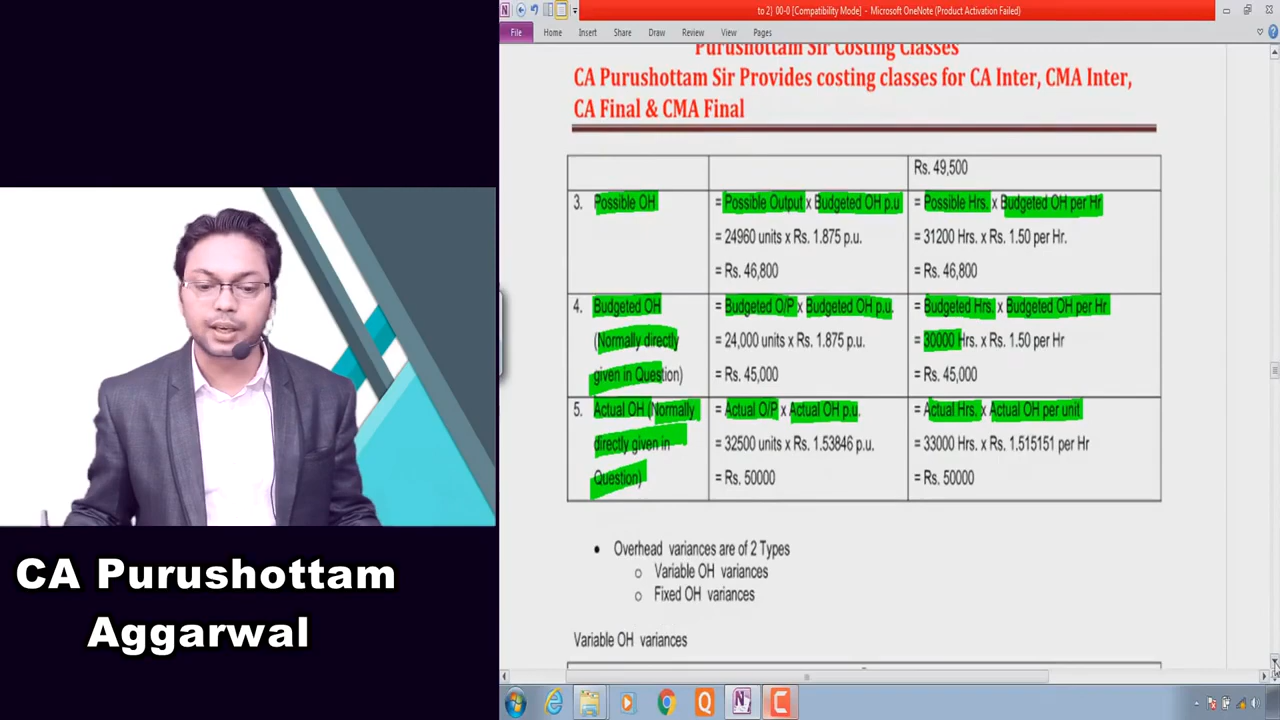 to 2) 00-0 [Compatibility Mode] - Microsoft OneNote (Product Activation Failed)
File Home Insert Share Draw Review View Pages
Purushottam Sir Costing Classes
CA Purushottam Sir Provides costing classes for CA Inter, CMA Inter,
CA Final & CMA Final
Rs. 49,500
3. Possible OH = Possible Output x Budgeted OH p.u = Possible Hrs. x Budgeted OH per Hr
= 24960 units x Rs. 1.875 p.u. = 31200 Hrs. x Rs. 1.50 per Hr.
= Rs. 46,800 = Rs. 46,800
4. Budgeted OH = Budgeted O/P x Budgeted OH p.u. = Budgeted Hrs. x Budgeted OH per Hr
(Normally directly = 24,000 units x Rs. 1.875 p.u. = 30000 Hrs. x Rs. 1.50 per Hr
given in Question) = Rs. 45,000 = Rs. 45,000
5. Actual OH (Normally = Actual O/P x Actual OH p.u. = Actual Hrs. x Actual OH per unit
directly given in = 32500 units x Rs. 1.53846 p.u. = 33000 Hrs. x Rs. 1.515151 per Hr
Question) = Rs. 50000 = Rs. 50000
• Overhead variances are of 2 Types
o Variable OH variances
o Fixed OH variances
Variable OH variances
CA Purushottam
Aggarwal